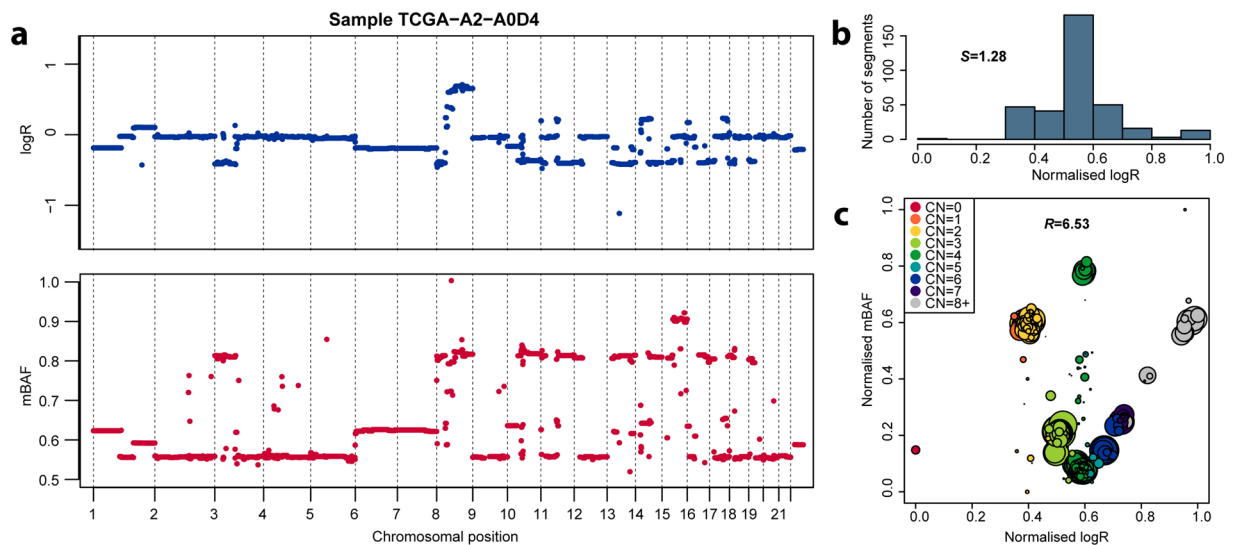 a
Sample TCGA−A2−A0D4
logR
1
0
−1
mBAF
1.0
0.9
0.8
0.7
0.6
0.5
1 2 3 4 5 6 7 8 9 10 11 12 13 14 15 16 17 18 19 21
Chromosomal position
b
Number of segments
150
100
50
0
S=1.28
0.0 0.2 0.4 0.6 0.8 1.0
Normalised logR
c
Normalised mBAF
1.0
0.8
0.6
0.4
0.2
0.0
CN=0
CN=1
CN=2
CN=3
CN=4
CN=5
CN=6
CN=7
CN=8+
R=6.53
0.0 0.2 0.4 0.6 0.8 1.0
Normalised logR